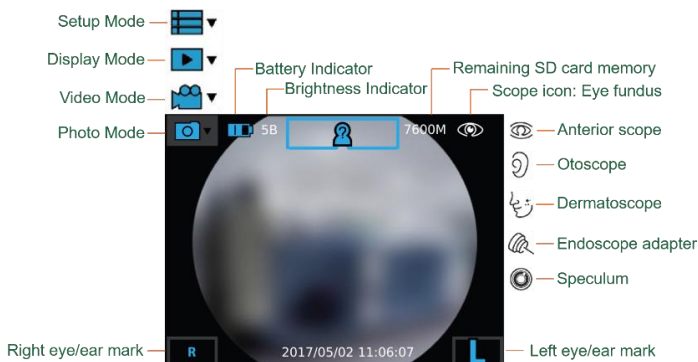 Setup Mode
Display Mode
Battery Indicator
Remaining SD card memory
Video Mode
Brightness Indicator
Scope icon: Eye fundus
Photo Mode
5B
?
7600M
Anterior scope
Otoscope
Dermatoscope
Endoscope adapter
Speculum
Right eye/ear mark
R
2017/05/02 11:06:07
L
Left eye/ear mark